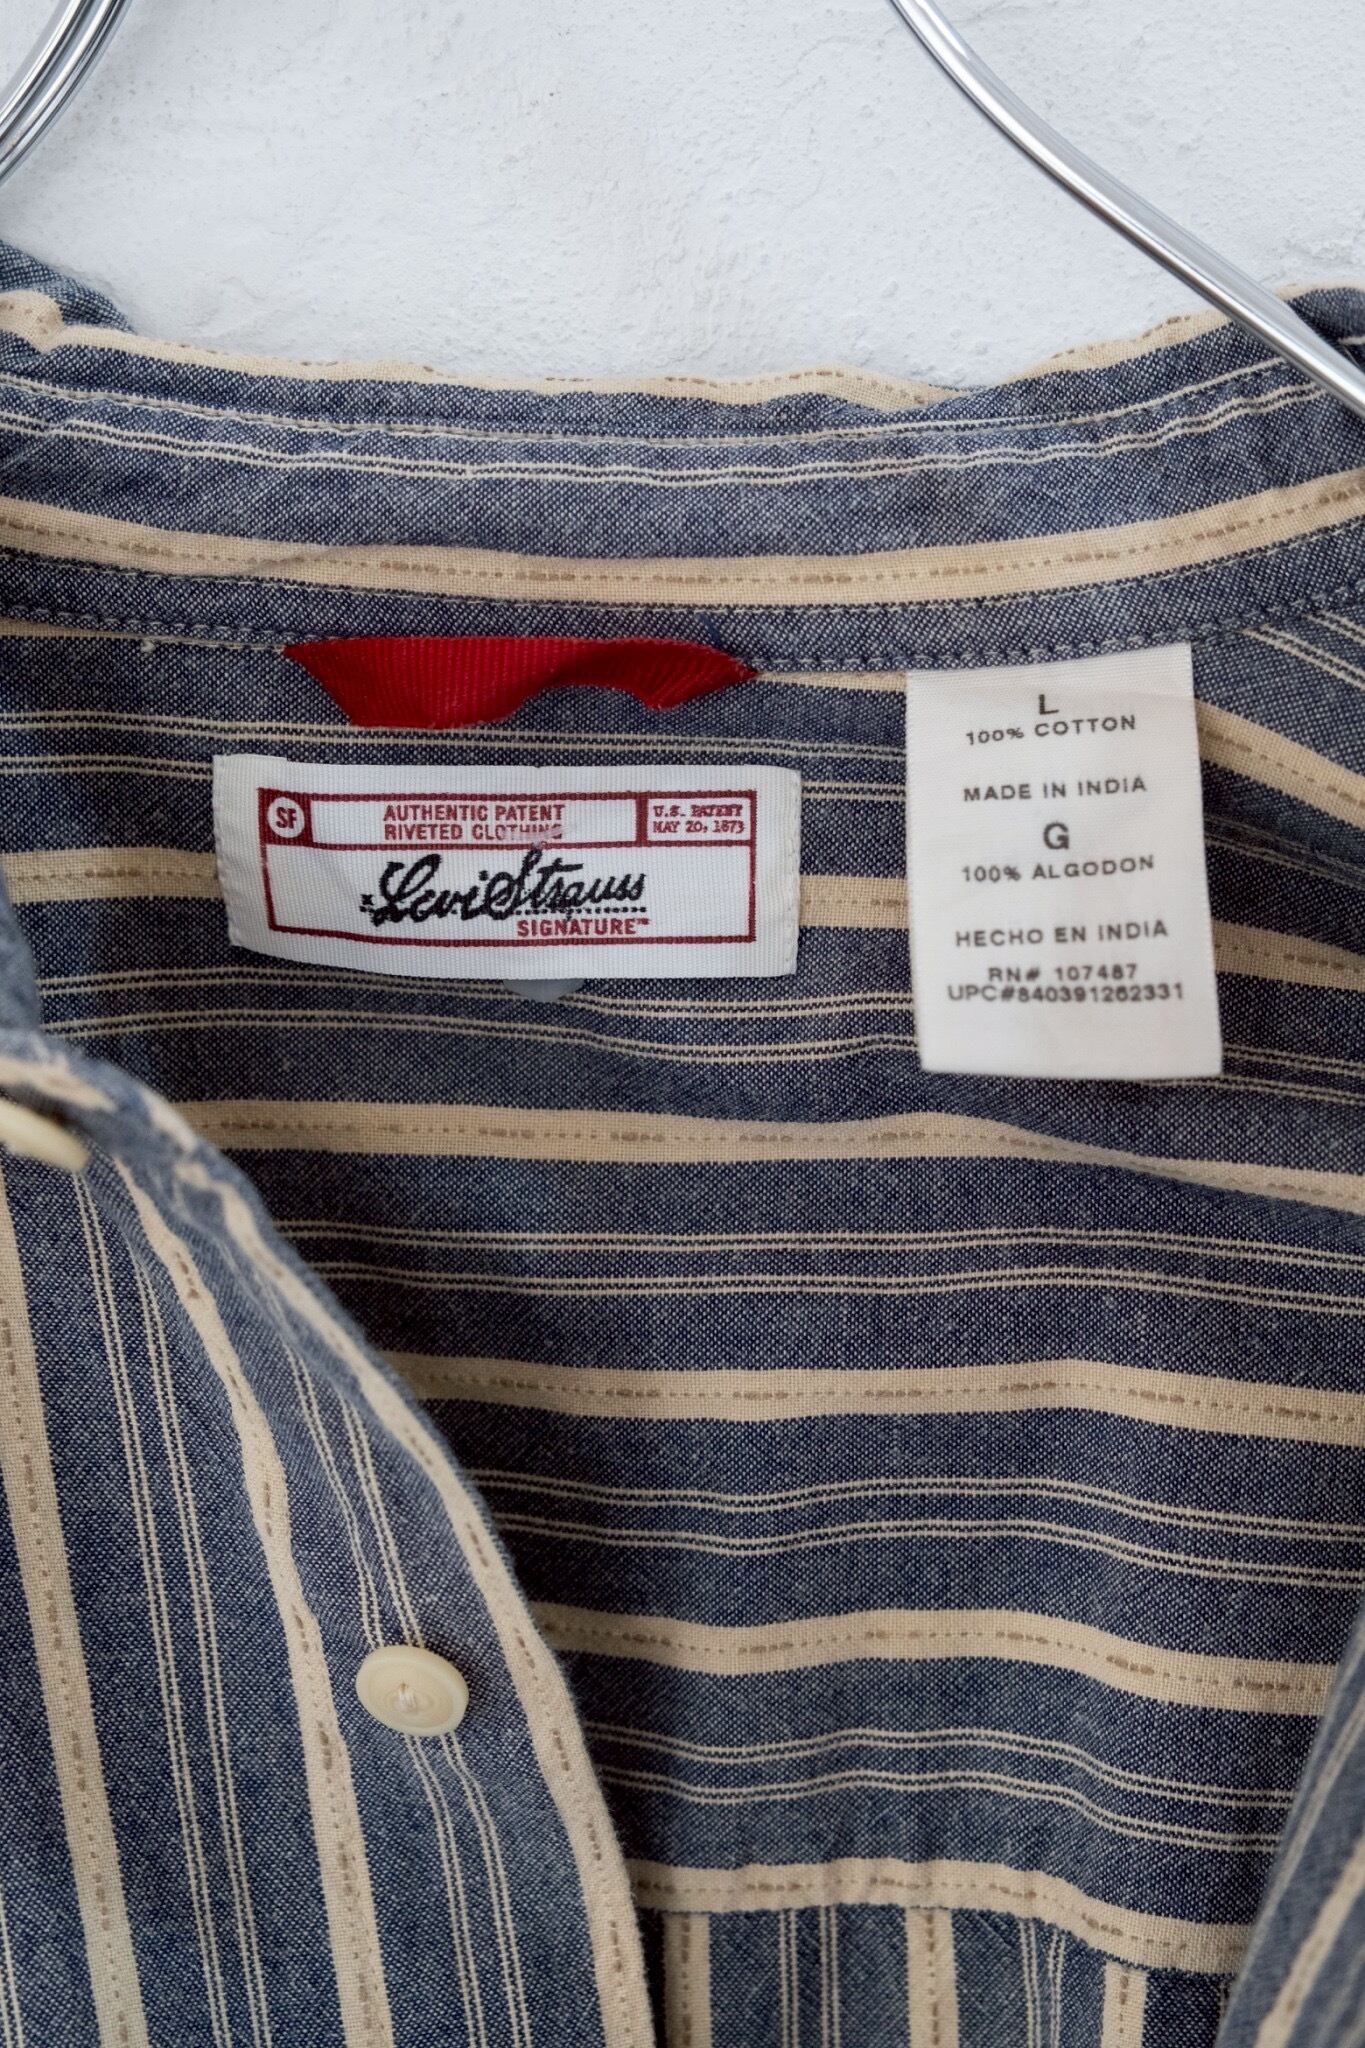 SF
AUTHENTIC PATENT
RIVETED CLOTHING
U.S. PATENT
MAY 20, 1873
Levi Strauss
SIGNATURE™
L
100% COTTON
MADE IN INDIA
G
100% ALGODON
HECHO EN INDIA
RN# 107487
UPC#840391262331